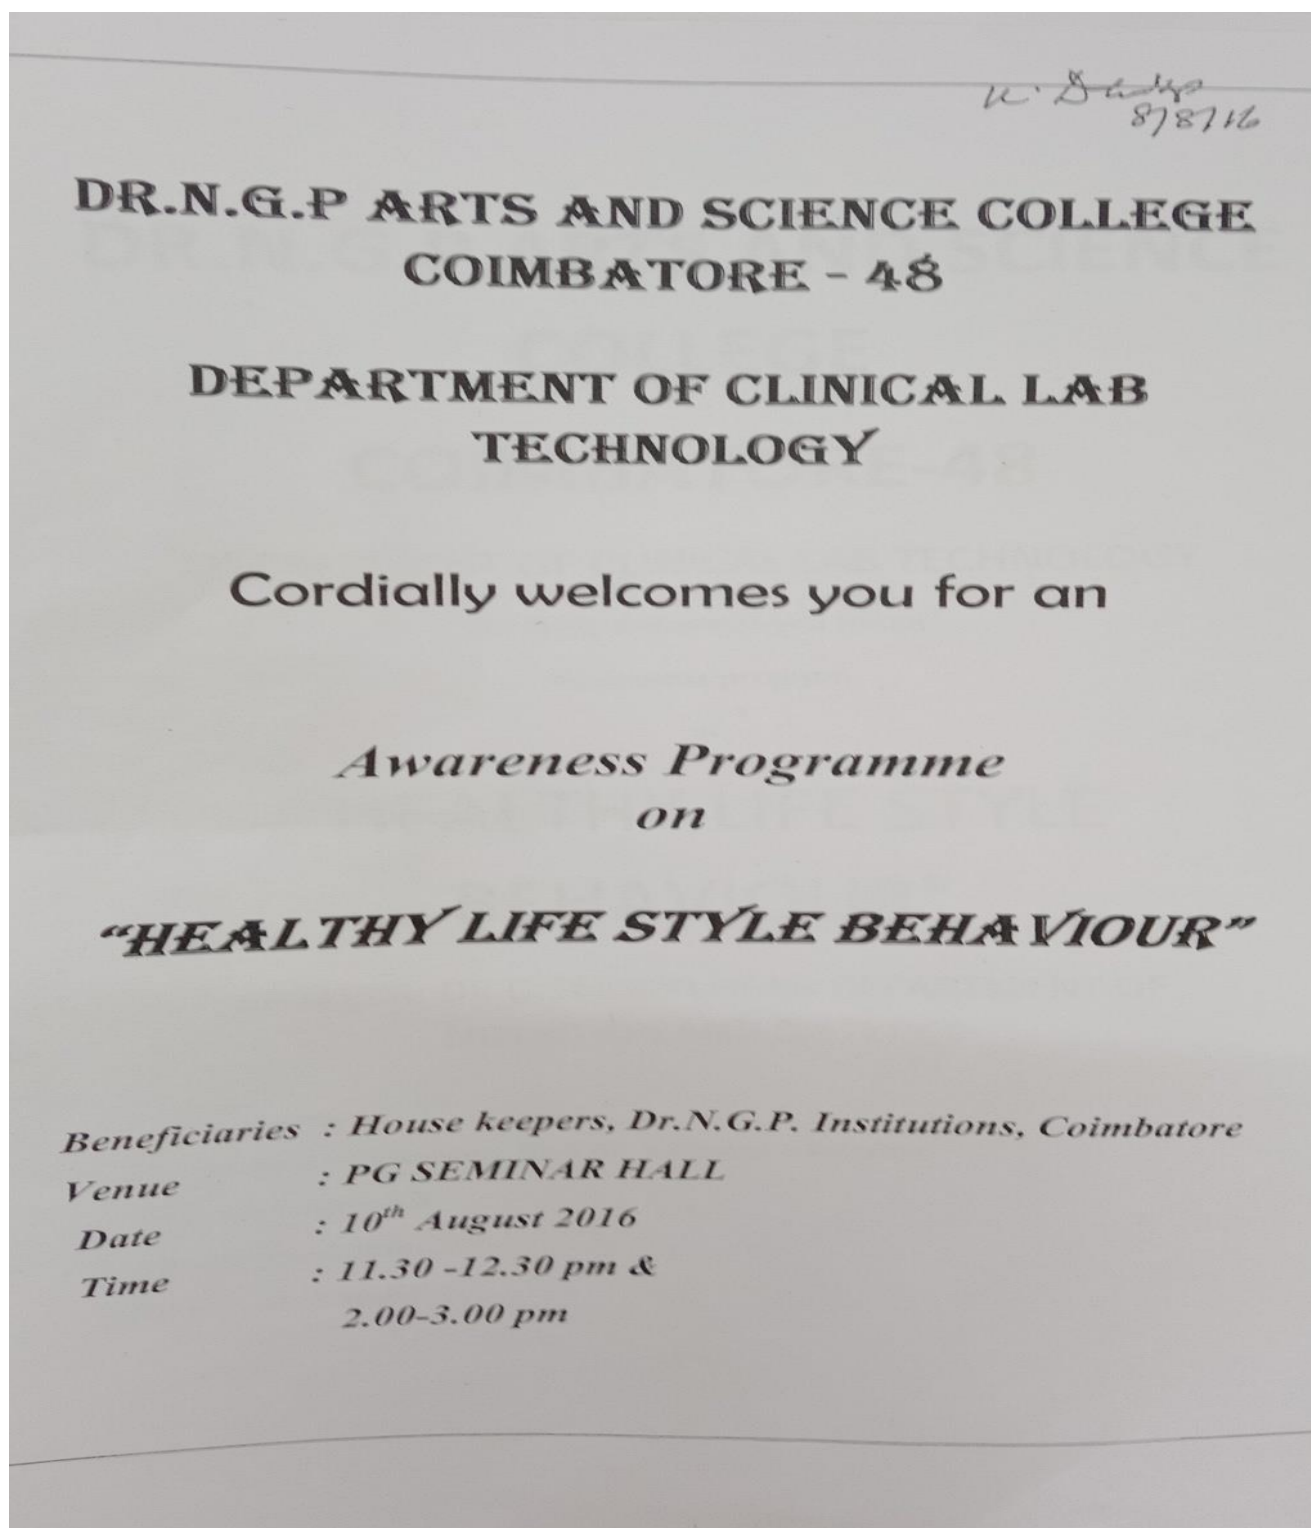 8/8/16
DR.N.G.P ARTS AND SCIENCE COLLEGE
COIMBATORE - 48
DEPARTMENT OF CLINICAL LAB
TECHNOLOGY
Cordially welcomes you for an
Awareness Programme
on
“HEALTHY LIFE STYLE BEHAVIOUR”
Beneficiaries : House keepers, Dr.N.G.P. Institutions, Coimbatore
Venue : PG SEMINAR HALL
Date : 10th August 2016
Time : 11.30 -12.30 pm &
2.00-3.00 pm